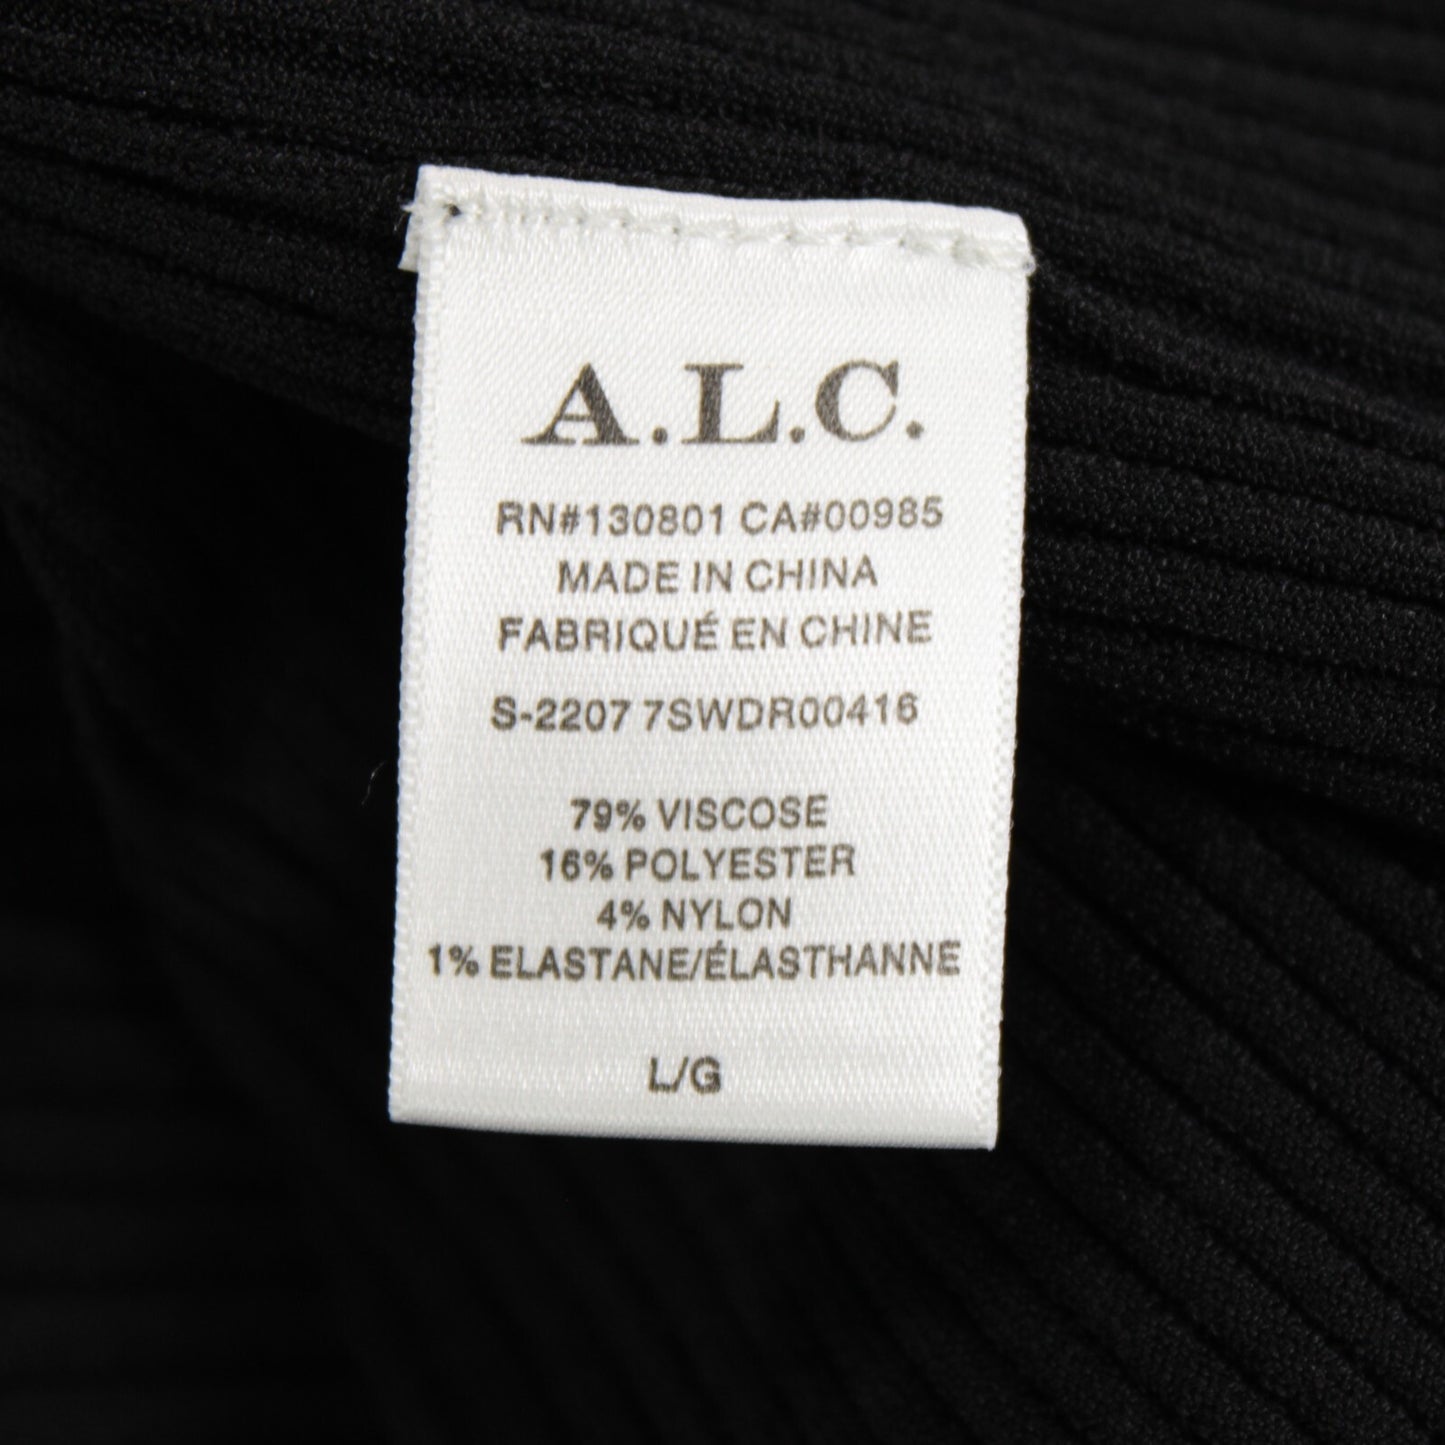 A.L.C.
RN#130801 CA#00985
MADE IN CHINA
FABRIQUÉ EN CHINE
S-2207 7SWDR00416
79% VISCOSE
16% POLYESTER
4% NYLON
1% ELASTANE/ÉLASTHANNE
L/G